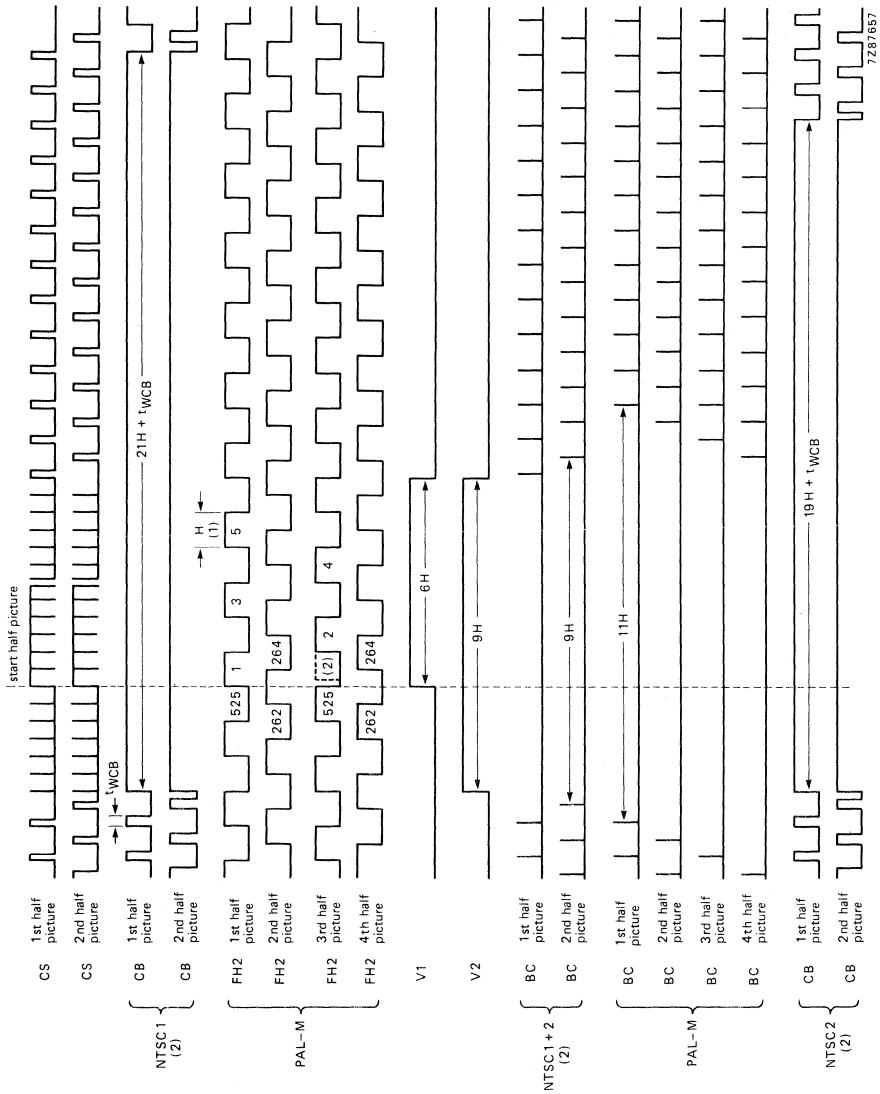 start half picture
CS 1st half picture
CS 2nd half picture
tWCB
NTSC1 (2)
CB 1st half picture
21H + tWCB
CB 2nd half picture
PAL-M
H (1)
FH2 1st half picture
525 1 3 5
FH2 2nd half picture
262 264
FH2 3rd half picture
525 (2) 2 4
FH2 4th half picture
262 264
V1
6H
V2
9H
NTSC1 + 2 (2)
BC 1st half picture
BC 2nd half picture
9H
PAL-M
BC 1st half picture
11H
BC 2nd half picture
BC 3rd half picture
BC 4th half picture
NTSC2 (2)
CB 1st half picture
19H + tWCB
CB 2nd half picture
7Z87657